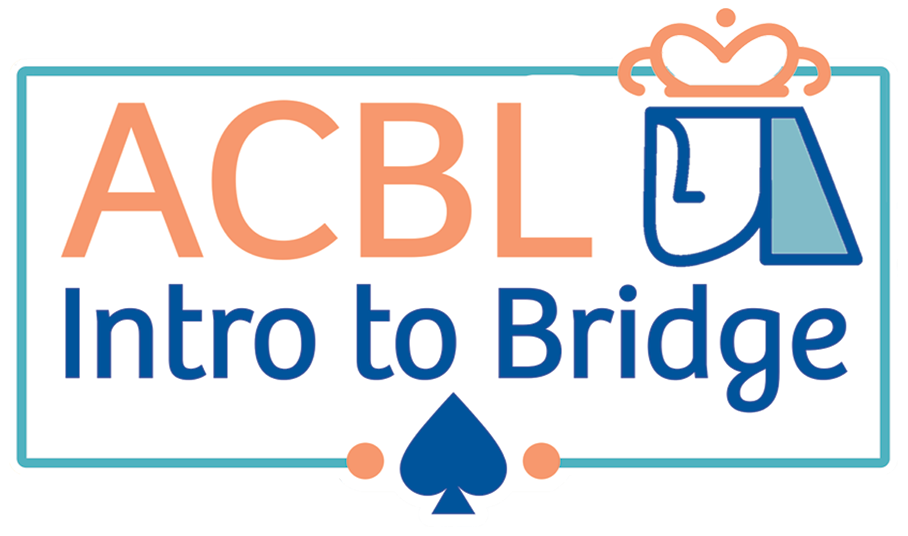 ACBL
Intro to Bridge